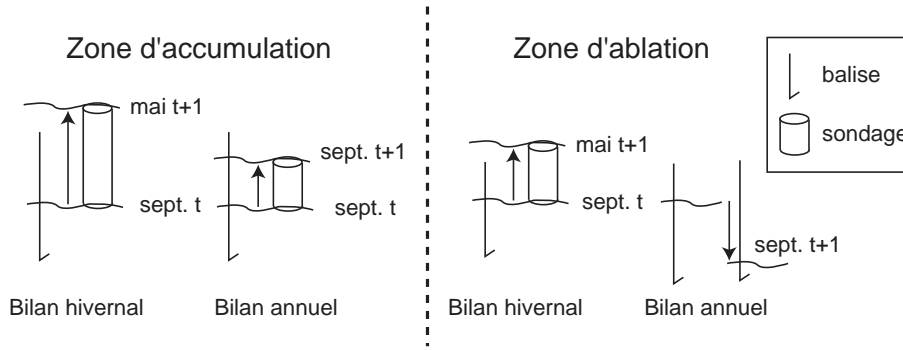 Zone d'accumulation
mai t+1
sept. t+1
sept. t
sept. t
Bilan hivernal
Bilan annuel
Zone d'ablation
mai t+1
sept. t
sept. t+1
Bilan hivernal
Bilan annuel
balise
sondage